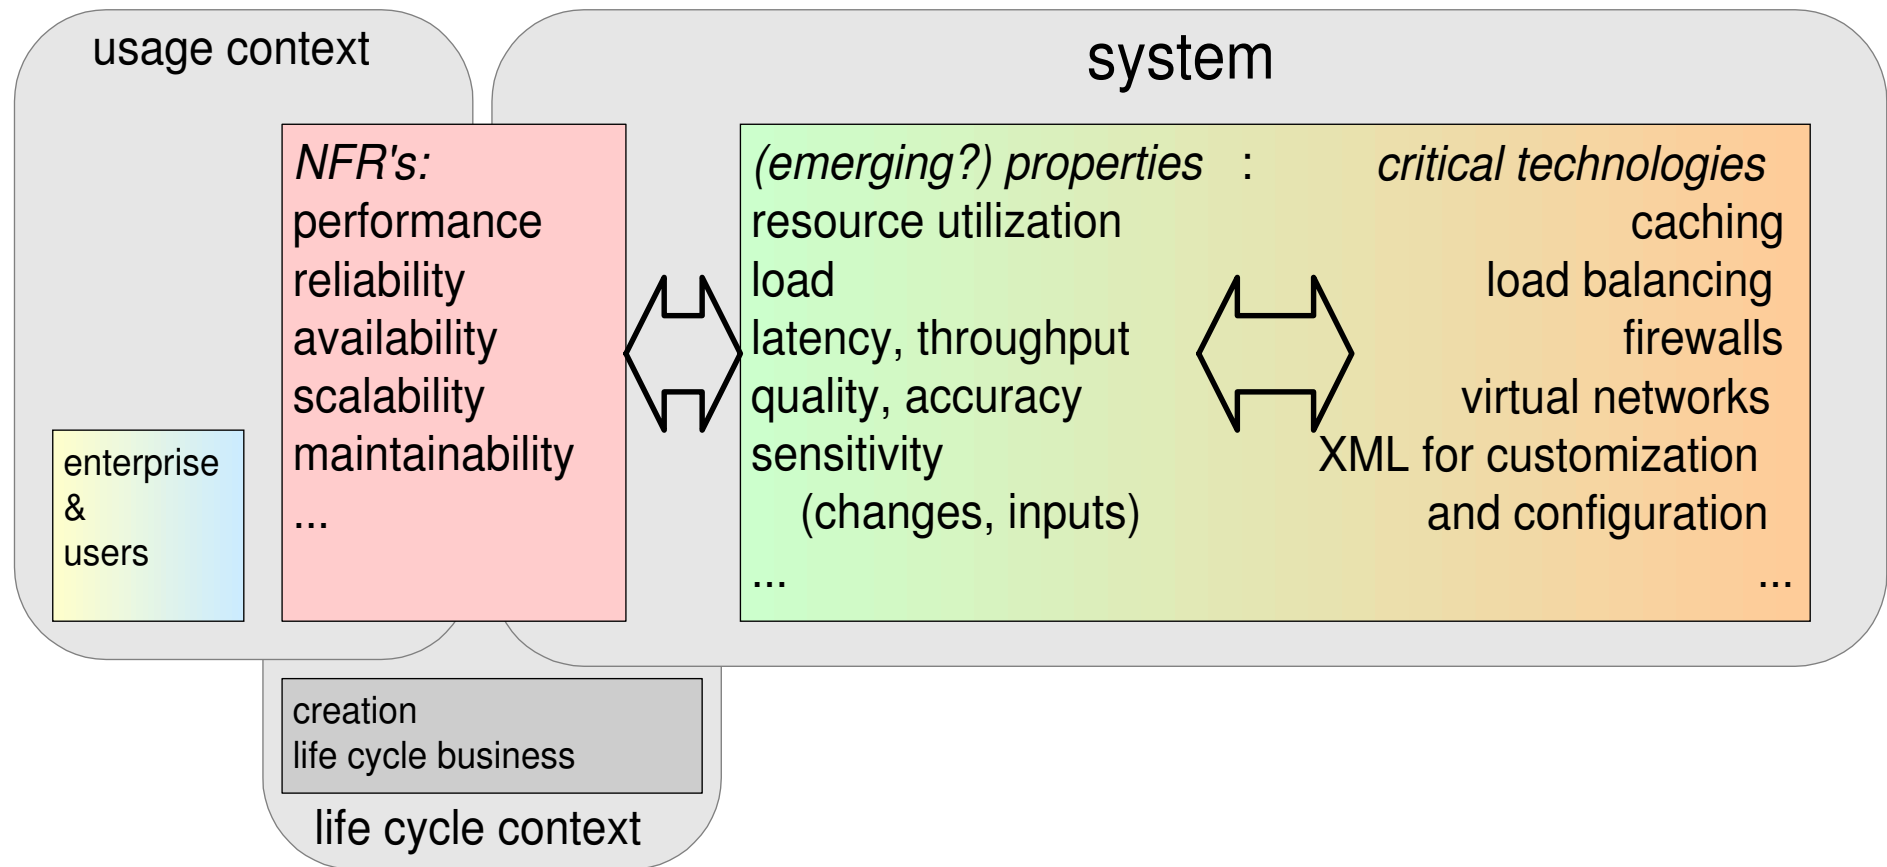 usage context
system
NFR's:
performance
reliability
availability
scalability
maintainability
...
(emerging?) properties :
resource utilization
load
latency, throughput
quality, accuracy
sensitivity
(changes, inputs)
...
critical technologies
caching
load balancing
firewalls
virtual networks
XML for customization
and configuration
...
enterprise
&
users
creation
life cycle business
life cycle context